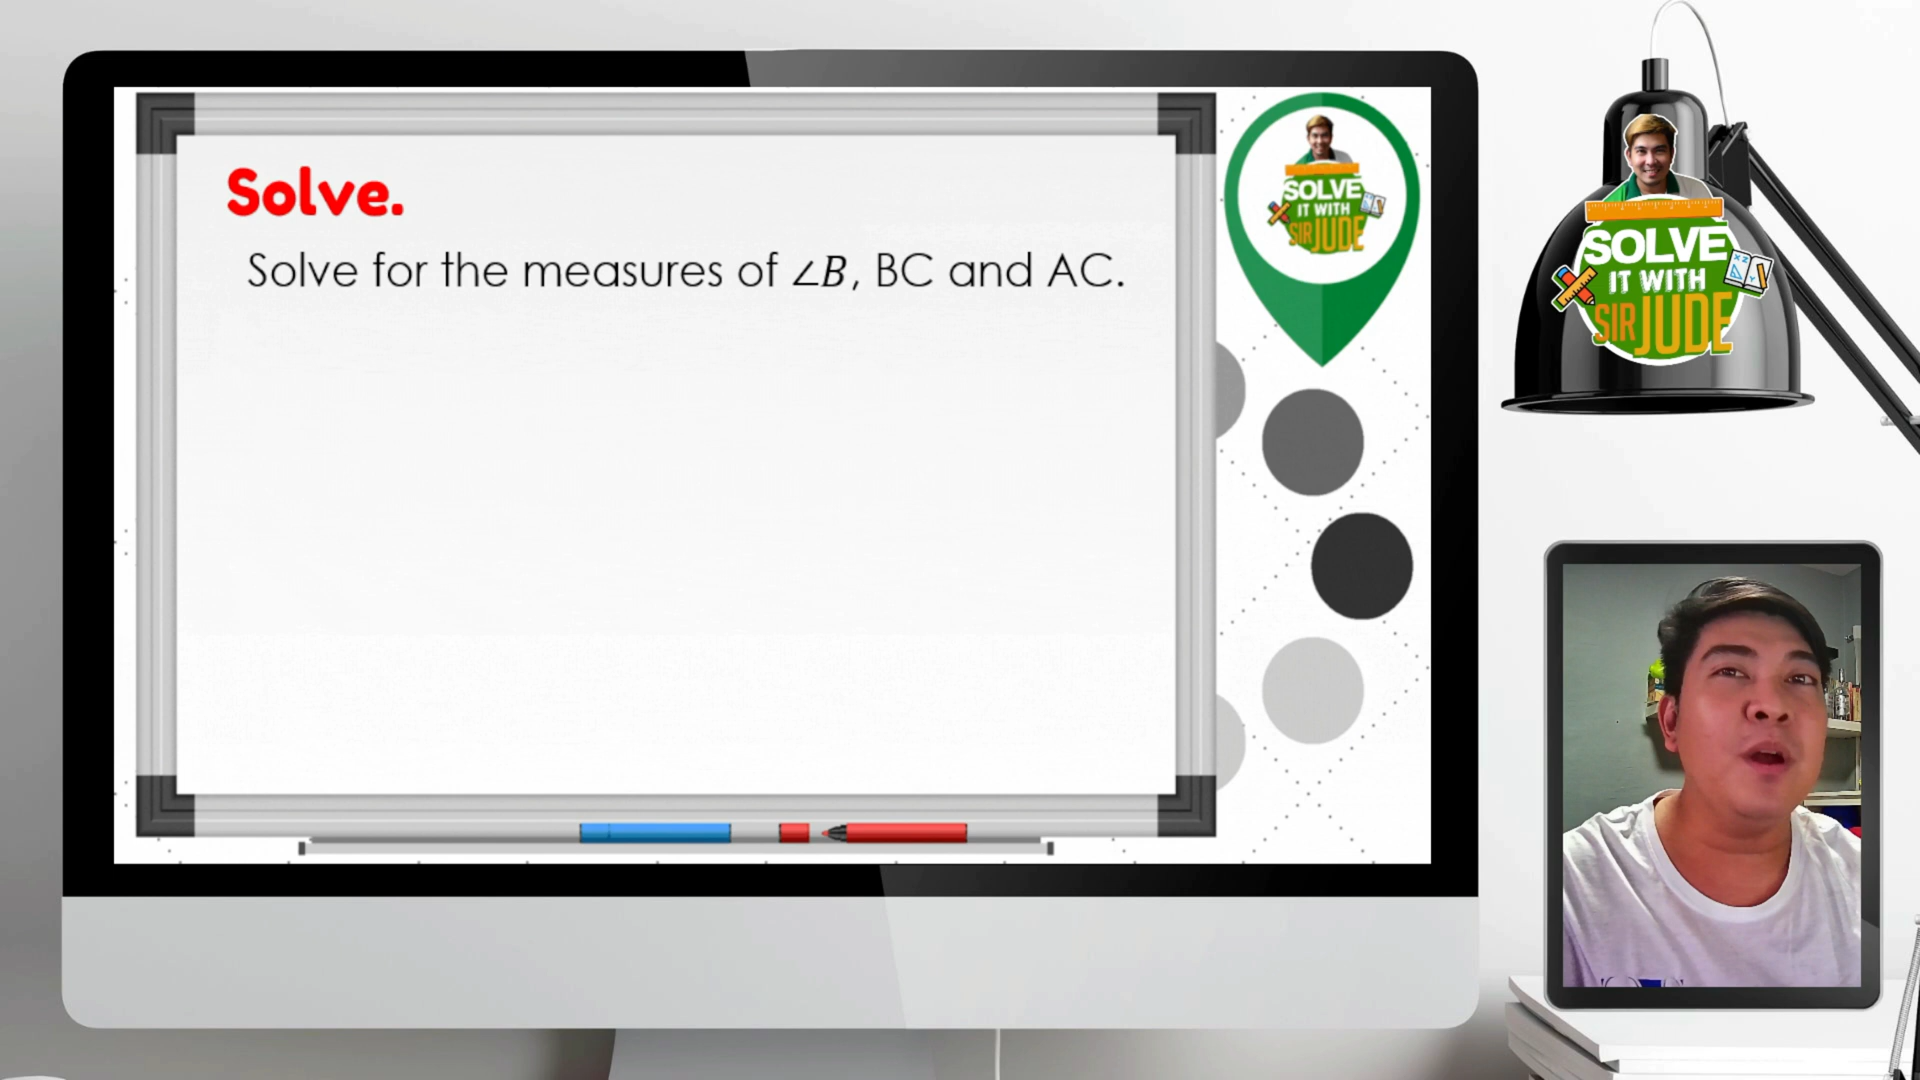 Solve.
Solve for the measures of ∠B, BC and AC.
SOLVE
IT WITH
SIR JUDE
SOLVE
IT WITH
SIR JUDE